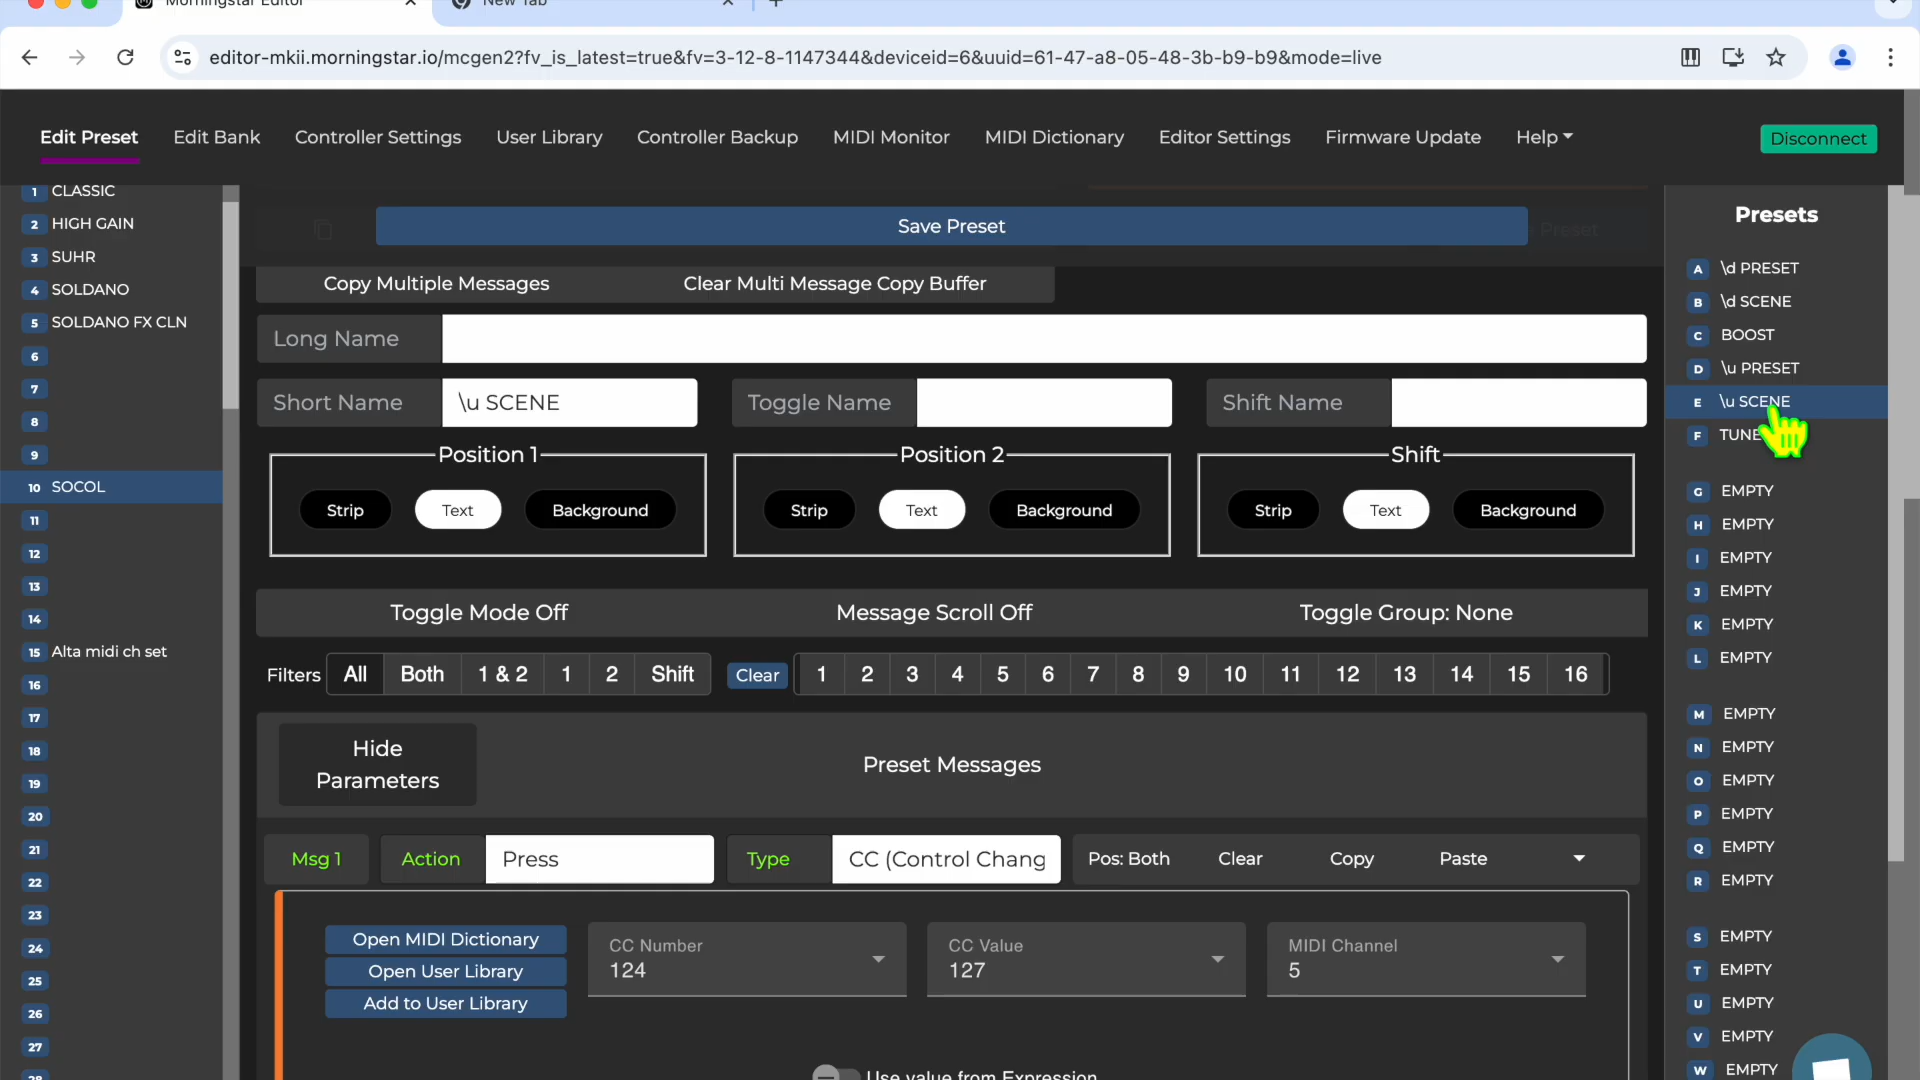 Morningstar Editor
New Tab
editor-mkii.morningstar.io/mcgen2?fv_is_latest=true&fv=3-12-8-1147344&deviceid=6&uuid=61-47-a8-05-48-3b-b9-b9&mode=live
Edit Preset Edit Bank Controller Settings User Library Controller Backup MIDI Monitor MIDI Dictionary Editor Settings Firmware Update Help Disconnect
1 CLASSIC
2 HIGH GAIN
3 SUHR
4 SOLDANO
5 SOLDANO FX CLN
6
7
8
9
10 SOCOL
11
12
13
14
15 Alta midi ch set
16
17
18
19
20
21
22
23
24
25
26
27
28
Save Preset
Preset
Copy Multiple Messages Clear Multi Message Copy Buffer
Long Name
Short Name \u SCENE Toggle Name Shift Name
Position 1 Position 2 Shift
Strip Text Background Strip Text Background Strip Text Background
Toggle Mode Off Message Scroll Off Toggle Group: None
Filters All Both 1 & 2 1 2 Shift Clear 1 2 3 4 5 6 7 8 9 10 11 12 13 14 15 16
Hide
Parameters
Preset Messages
Msg 1 Action Press Type CC (Control Chang Pos: Both Clear Copy Paste
Open MIDI Dictionary
Open User Library
Add to User Library
CC Number
124
CC Value
127
MIDI Channel
5
Use value from Expression
Presets
A \d PRESET
B \d SCENE
C BOOST
D \u PRESET
E \u SCENE
F TUNE
G EMPTY
H EMPTY
I EMPTY
J EMPTY
K EMPTY
L EMPTY
M EMPTY
N EMPTY
O EMPTY
P EMPTY
Q EMPTY
R EMPTY
S EMPTY
T EMPTY
U EMPTY
V EMPTY
W EMPTY